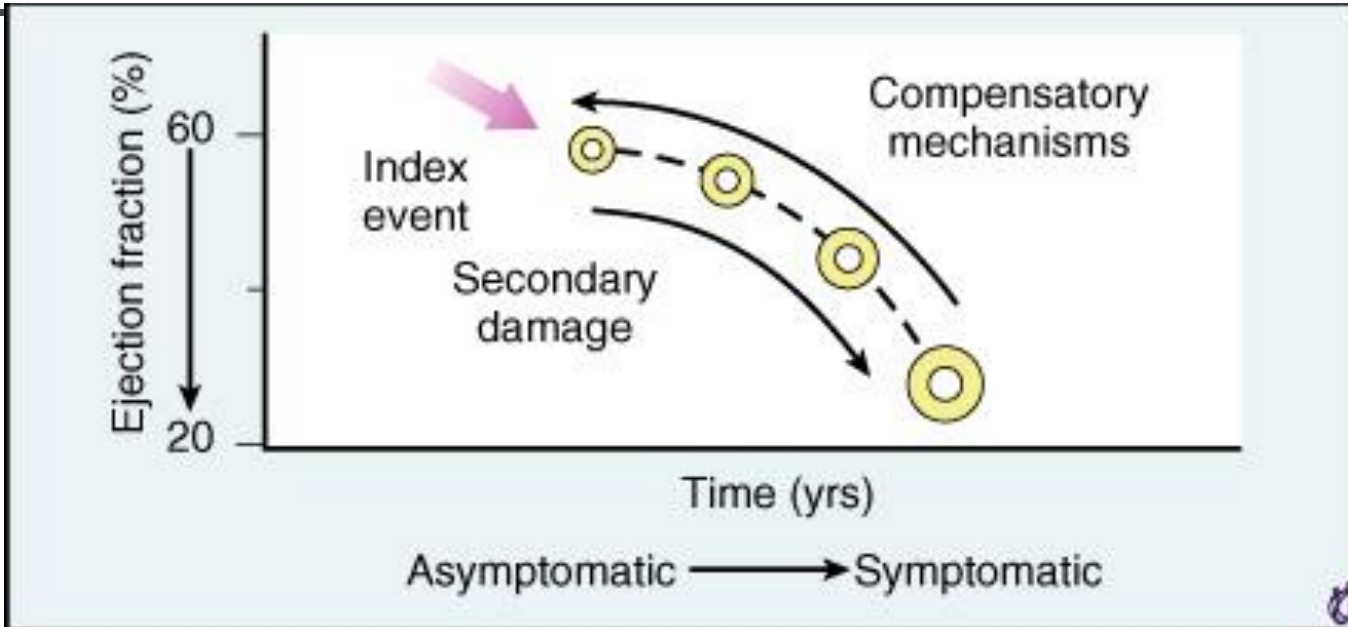 Ejection fraction (%)
60
20
Index
event
Secondary
damage
Compensatory
mechanisms
Time (yrs)
Asymptomatic
Symptomatic